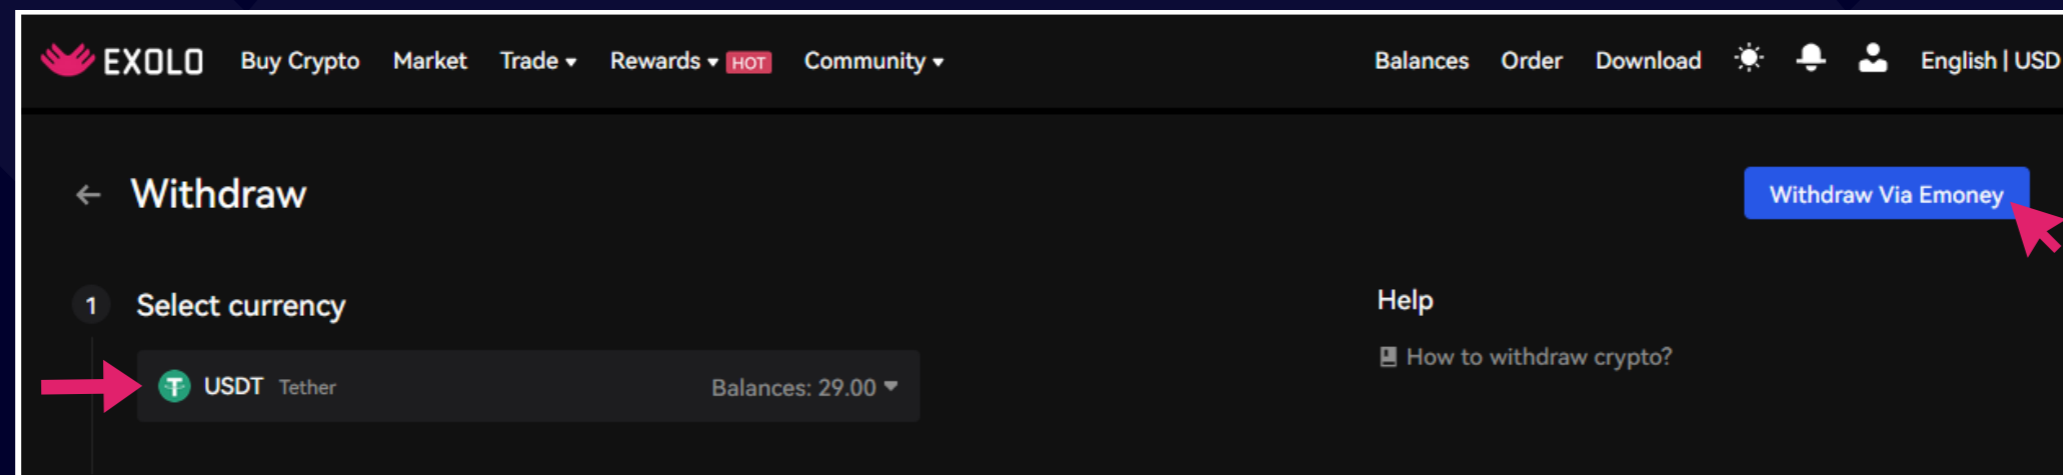 EXOLO Buy Crypto Market Trade Rewards HOT Community Balances Order Download English | USD
Withdraw Withdraw Via Emoney
1 Select currency
Help
How to withdraw crypto?
USDT Tether Balances: 29.00